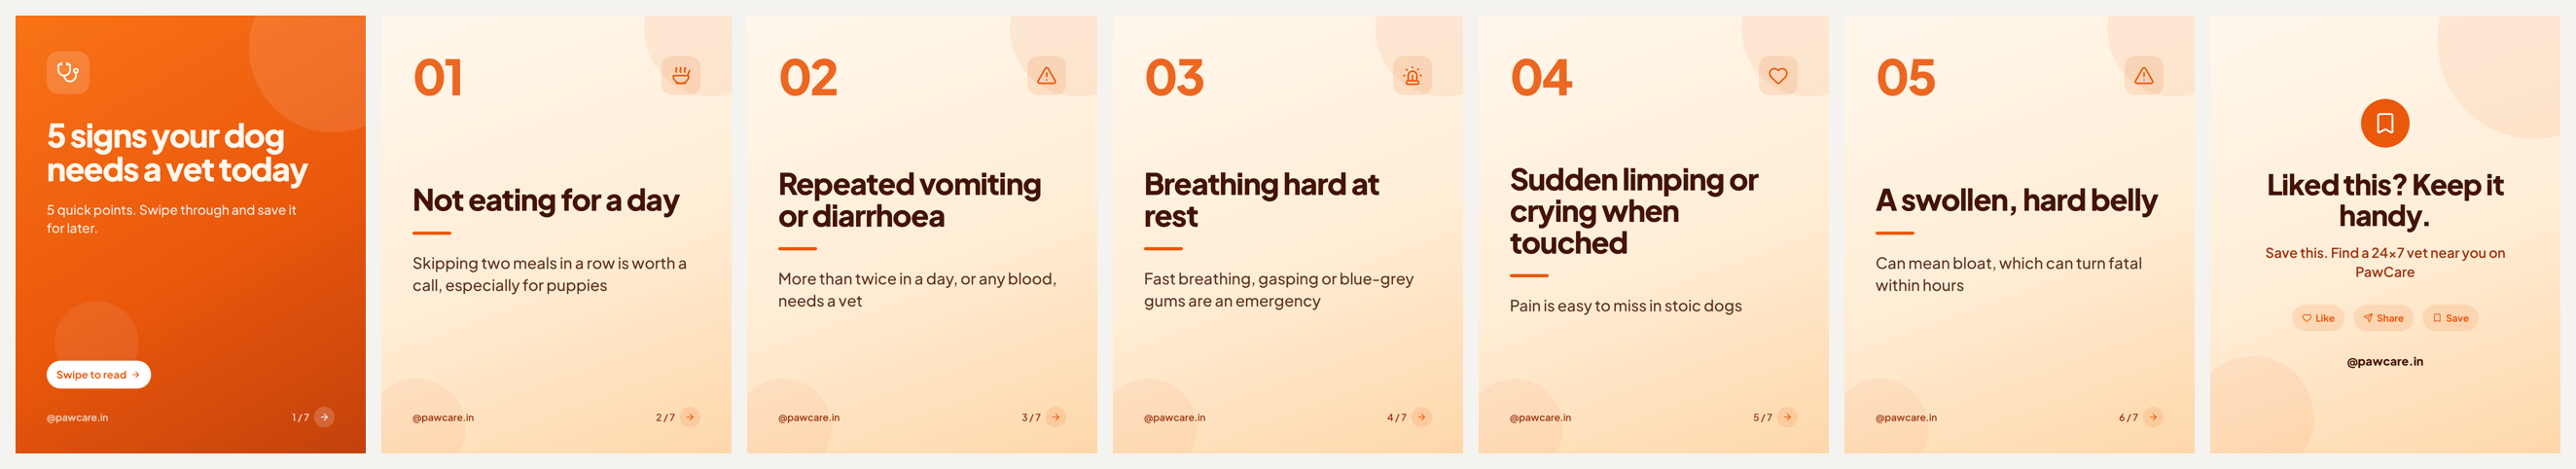 5 signs your dog
needs a vet today
5 quick points. Swipe through and save it
for later.
Swipe to read →
@pawcare.in
1 / 7 →
01
Not eating for a day
Skipping two meals in a row is worth a
call, especially for puppies
@pawcare.in
2 / 7 →
02
Repeated vomiting
or diarrhoea
More than twice in a day, or any blood,
needs a vet
@pawcare.in
3 / 7 →
03
Breathing hard at
rest
Fast breathing, gasping or blue-grey
gums are an emergency
@pawcare.in
4 / 7 →
04
Sudden limping or
crying when
touched
Pain is easy to miss in stoic dogs
@pawcare.in
5 / 7 →
05
A swollen, hard belly
Can mean bloat, which can turn fatal
within hours
@pawcare.in
6 / 7 →
Liked this? Keep it
handy.
Save this. Find a 24×7 vet near you on
PawCare
Like Share Save
@pawcare.in